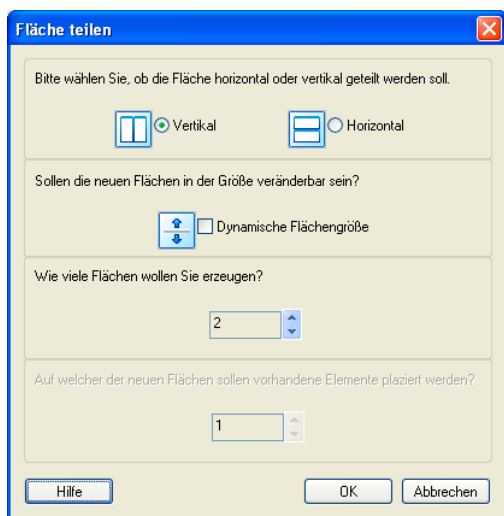 Fläche teilen
Bitte wählen Sie, ob die Fläche horizontal oder vertikal geteilt werden soll.
Vertikal Horizontal
Sollen die neuen Flächen in der Größe veränderbar sein?
Dynamische Flächengröße
Wie viele Flächen wollen Sie erzeugen?
2
Auf welcher der neuen Flächen sollen vorhandene Elemente plaziert werden?
1
Hilfe OK Abbrechen